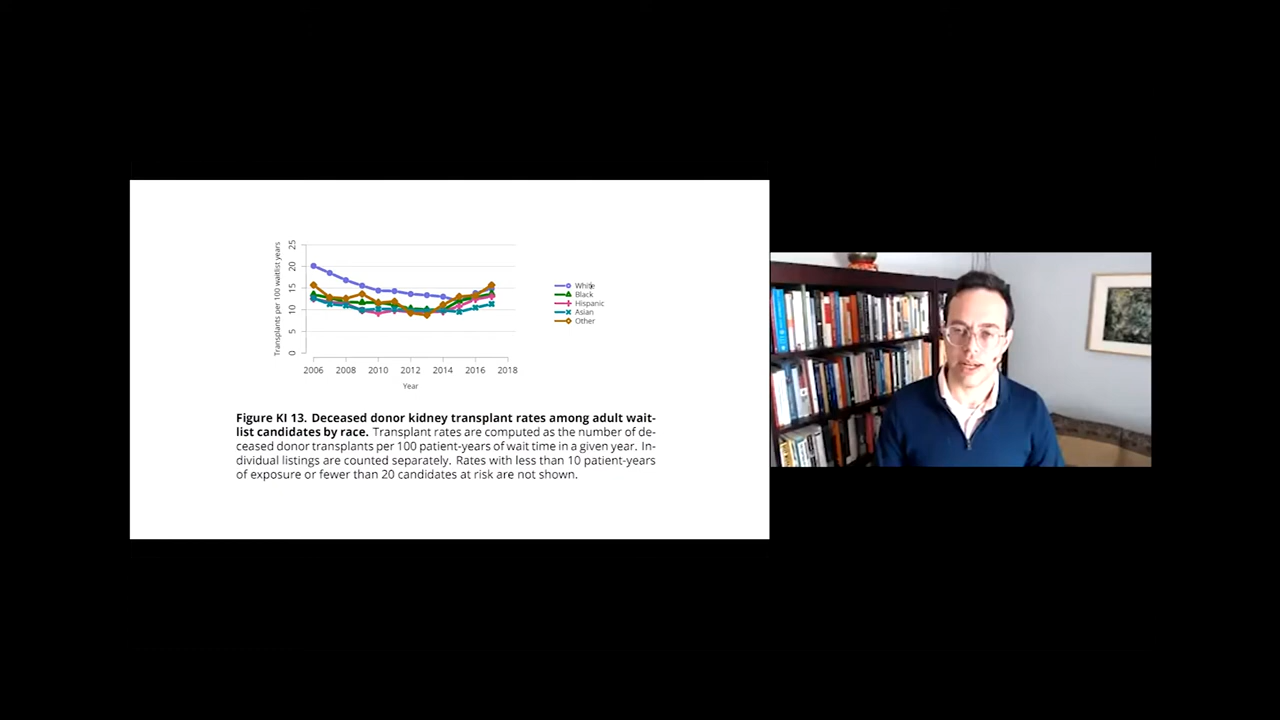 Transplants per 100 waitlist years
25
20
15
10
5
0
2006 2008 2010 2012 2014 2016 2018
Year
White
Black
Hispanic
Asian
Other
Figure KI 13. Deceased donor kidney transplant rates among adult wait-
list candidates by race. Transplant rates are computed as the number of de-
ceased donor transplants per 100 patient-years of wait time in a given year. In-
dividual listings are counted separately. Rates with less than 10 patient-years
of exposure or fewer than 20 candidates at risk are not shown.